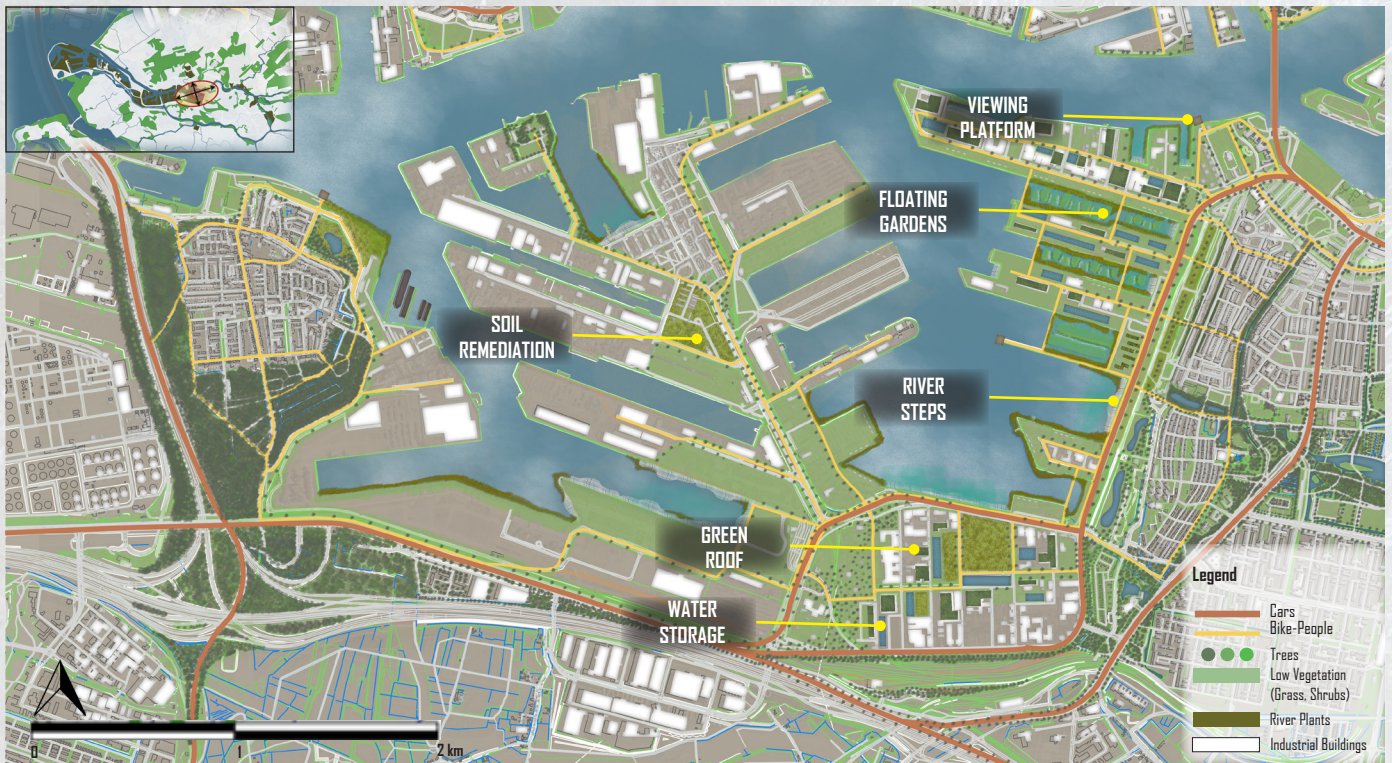 VIEWING
PLATFORM
FLOATING
GARDENS
SOIL
REMEDIATION
RIVER
STEPS
GREEN
ROOF
WATER
STORAGE
Legend
Cars
Bike-People
Trees
Low Vegetation
(Grass, Shrubs)
River Plants
Industrial Buildings
0
1
2 km